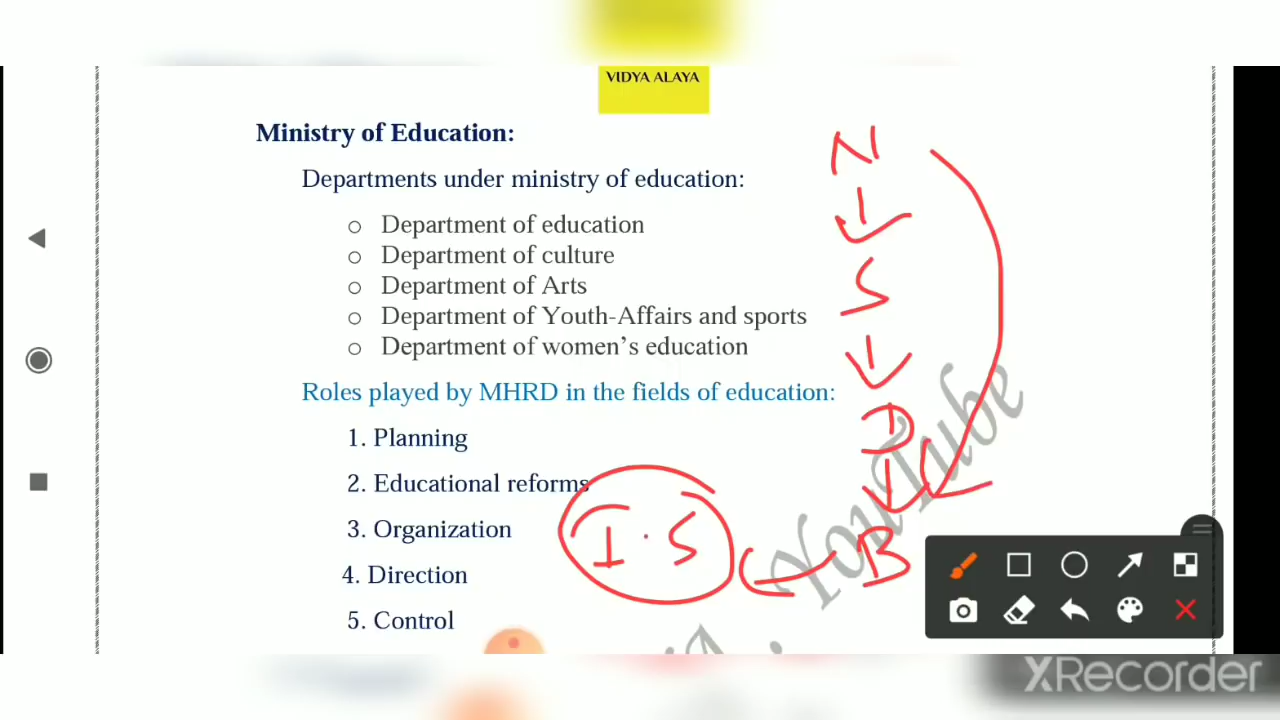 VIDYA ALAYA
Ministry of Education:
Departments under ministry of education:
o Department of education
o Department of culture
o Department of Arts
o Department of Youth-Affairs and sports
o Department of women's education
Roles played by MHRD in the fields of education:
1. Planning
2. Educational reforms
3. Organization
4. Direction
5. Control
N
S
D
B
I.S
YouTube
XRecorder